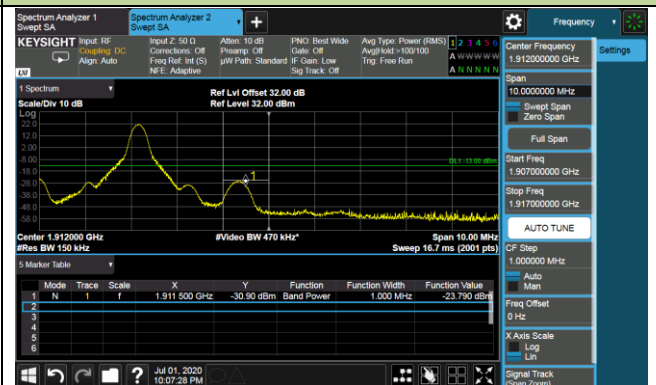 Spectrum Analyzer 1
Swept SA
Spectrum Analyzer 2
Swept SA
+
Frequency
KEYSIGHT
Input: RF
Coupling: DC
Align: Auto
Input Z: 50 Ω
Corrections: Off
Freq Ref: Int (S)
NFE: Adaptive
Atten: 10 dB
Preamp: Off
µW Path: Standard
PNO: Best Wide
Gate: Off
IF Gain: Low
Sig Track: Off
Avg Type: Power (RMS)
Avg|Hold:>100/100
Trig: Free Run
1 2 3 4 5 6
A W W W W W
A N N N N N
LXI
1 Spectrum
Scale/Div 10 dB
Ref Lvl Offset 32.00 dB
Ref Level 32.00 dBm
Log
22.0
12.0
2.00
-8.00
-18.0
-28.0
-38.0
-48.0
-58.0
DL1 -13.00 dBm
1
Center 1.912000 GHz
#Res BW 150 kHz
#Video BW 470 kHz*
Span 10.00 MHz
Sweep 16.7 ms (2001 pts)
5 Marker Table
Mode Trace Scale X Y Function Function Width Function Value
1 N 1 f 1.911 500 GHz -30.90 dBm Band Power 1.000 MHz -23.790 dBm
2
3
4
5
6
Jul 01, 2020
10:07:28 PM
Center Frequency
1.912000000 GHz
Settings
Span
10.0000000 MHz
Swept Span
Zero Span
Full Span
Start Freq
1.907000000 GHz
Stop Freq
1.917000000 GHz
AUTO TUNE
CF Step
1.000000 MHz
Auto
Man
Freq Offset
0 Hz
X Axis Scale
Log
Lin
Signal Track
(Span Zoom)